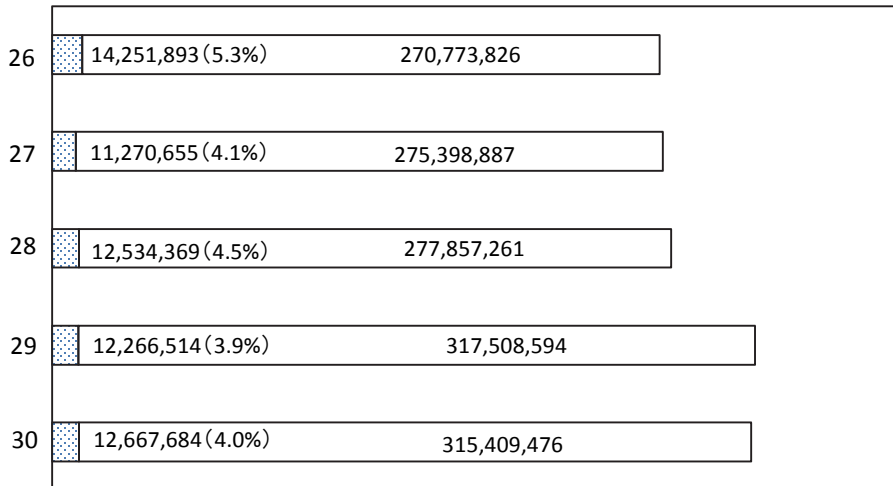 26 14,251,893（5.3%） 270,773,826
27 11,270,655（4.1%） 275,398,887
28 12,534,369（4.5%） 277,857,261
29 12,266,514（3.9%） 317,508,594
30 12,667,684（4.0%） 315,409,476